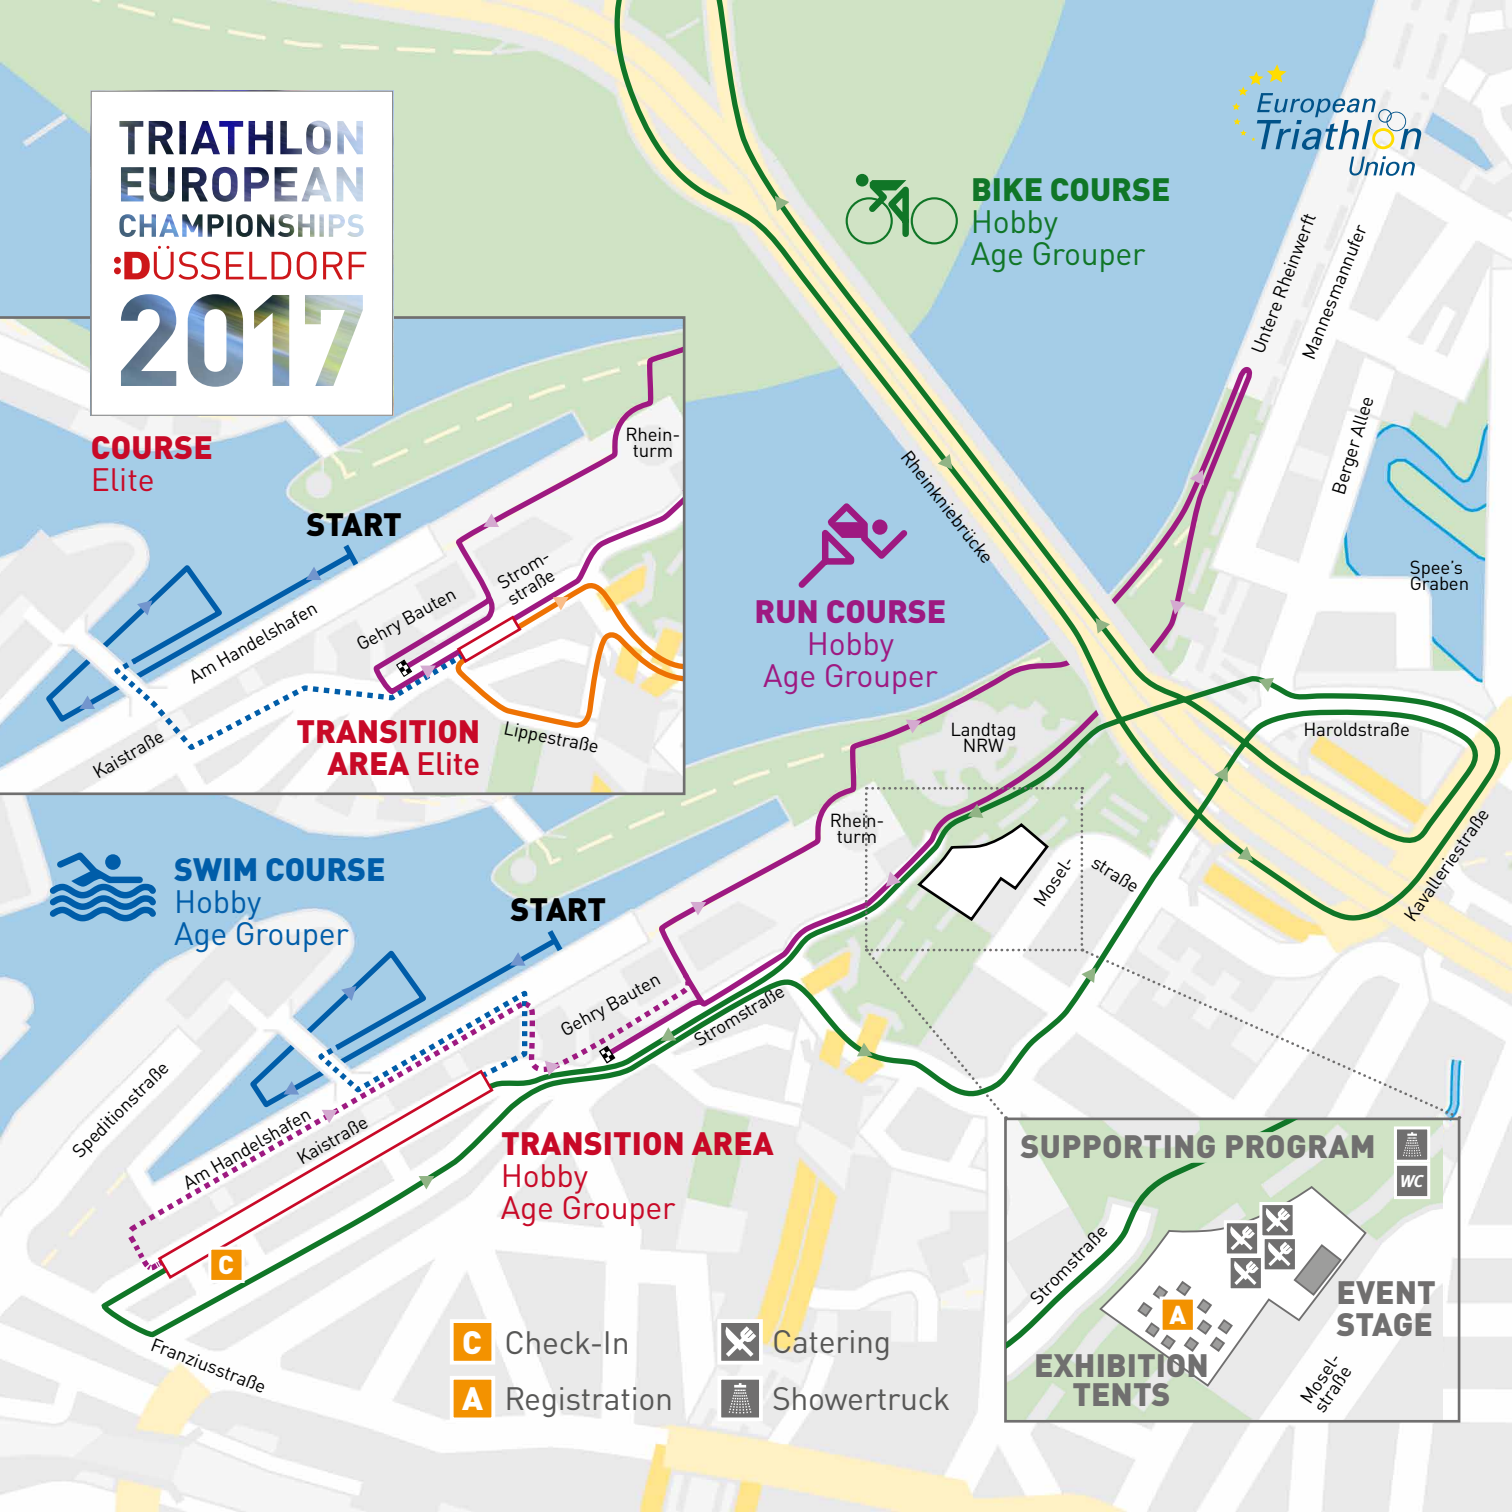 TRIATHLON
EUROPEAN
CHAMPIONSHIPS
:DÜSSELDORF
2017
European
Triathlon
Union
BIKE COURSE
Hobby
Age Grouper
Untere Rheinwerft
Mannesmannufer
Berger Allee
Spee's
Graben
Rheinkniebrücke
COURSE
Elite
START
Rhein-
turm
Strom-
straße
Gehry Bauten
Am Handelshafen
Kaistraße
TRANSITION
AREA Elite
Lippestraße
RUN COURSE
Hobby
Age Grouper
Landtag
NRW
Haroldstraße
Kavalleriestraße
Rhein-
turm
Mosel-
straße
SWIM COURSE
Hobby
Age Grouper
START
Gehry Bauten
Stromstraße
Speditionstraße
Am Handelshafen
Kaistraße
TRANSITION AREA
Hobby
Age Grouper
C
Franziusstraße
C Check-In
Catering
A Registration
Showertruck
SUPPORTING PROGRAM
WC
Stromstraße
A
EVENT
STAGE
EXHIBITION
TENTS
Mosel-
straße